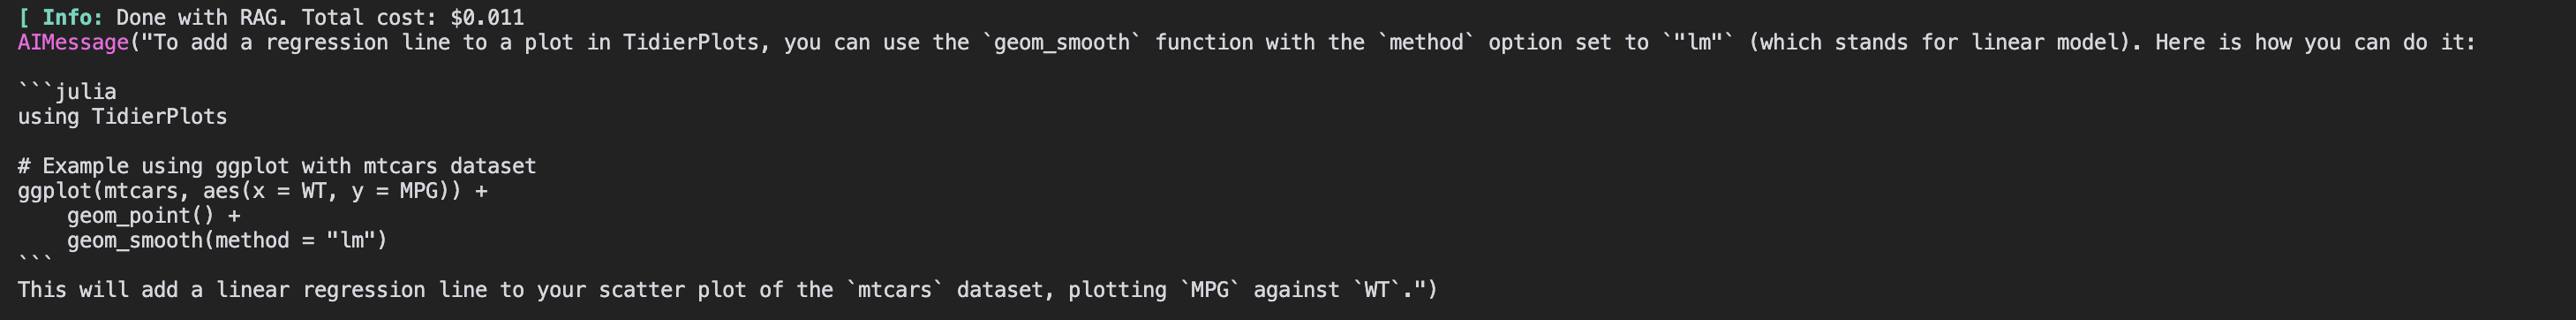 [ Info: Done with RAG. Total cost: $0.011
AIMessage("To add a regression line to a plot in TidierPlots, you can use the `geom_smooth` function with the `method` option set to `"lm"` (which stands for linear model). Here is how you can do it:

```julia
using TidierPlots

# Example using ggplot with mtcars dataset
ggplot(mtcars, aes(x = WT, y = MPG)) +
    geom_point() +
    geom_smooth(method = "lm")
```
This will add a linear regression line to your scatter plot of the `mtcars` dataset, plotting `MPG` against `WT`.")